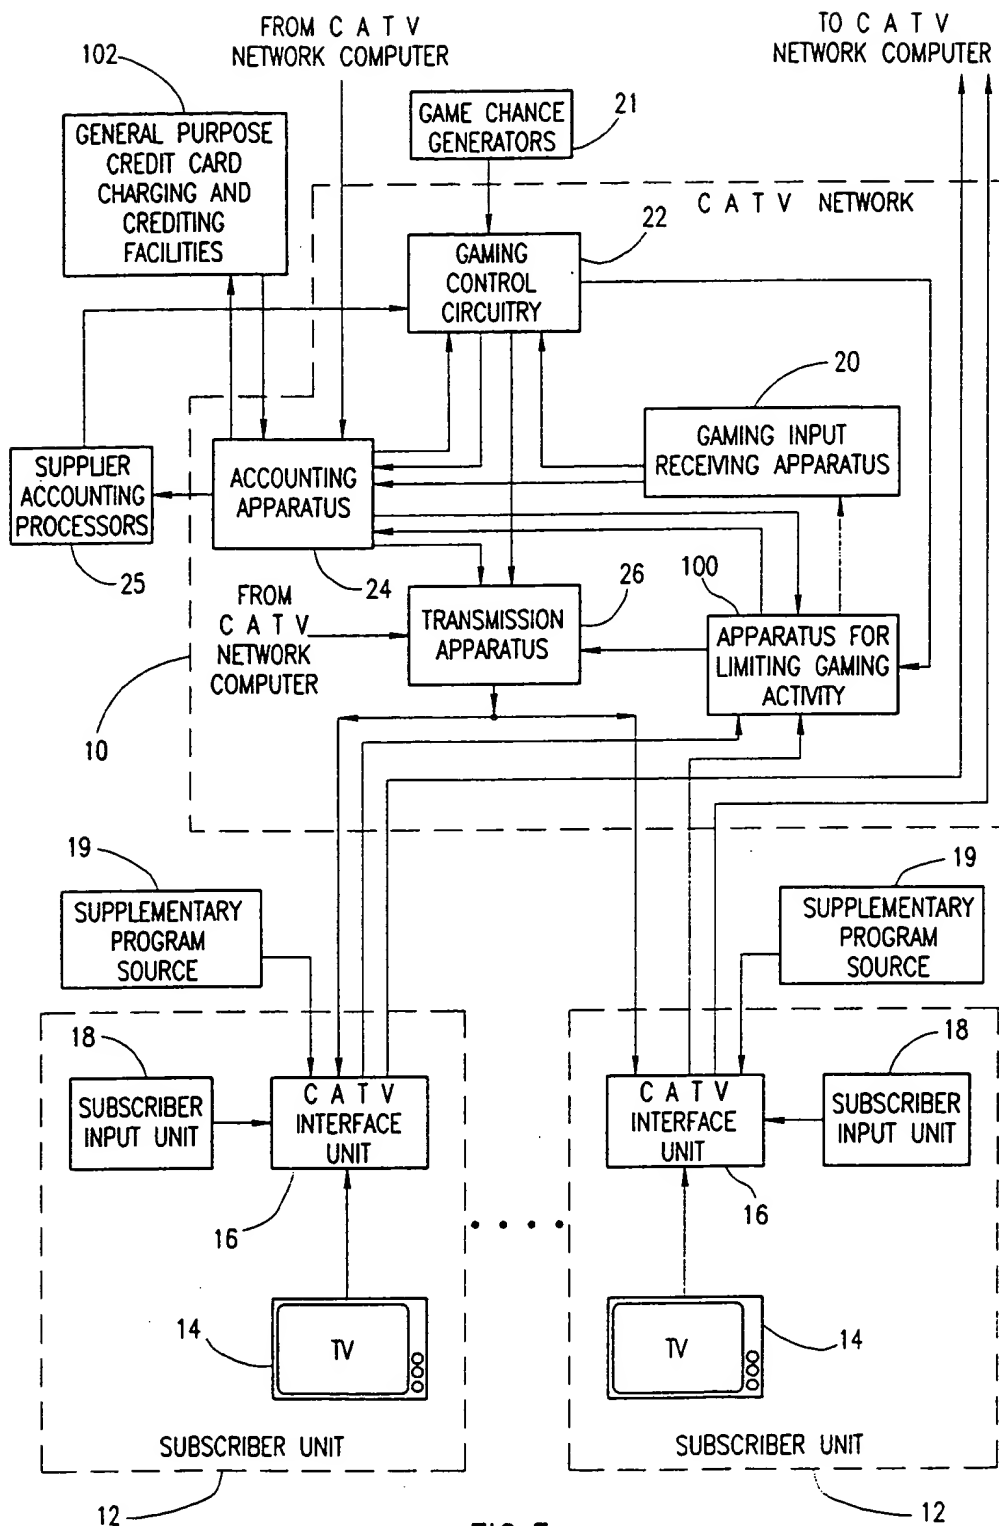 FROM C A T V
NETWORK COMPUTER
TO C A T V
NETWORK COMPUTER
102
GENERAL PURPOSE
CREDIT CARD
CHARGING AND
CREDITING
FACILITIES
GAME CHANCE
GENERATORS
21
C A T V NETWORK
22
GAMING
CONTROL
CIRCUITRY
20
GAMING INPUT
RECEIVING APPARATUS
SUPPLIER
ACCOUNTING
PROCESSORS
25
ACCOUNTING
APPARATUS
24
FROM
C A T V
NETWORK
COMPUTER
26
TRANSMISSION
APPARATUS
100
APPARATUS FOR
LIMITING GAMING
ACTIVITY
10
19
SUPPLEMENTARY
PROGRAM
SOURCE
19
SUPPLEMENTARY
PROGRAM
SOURCE
18
SUBSCRIBER
INPUT UNIT
C A T V
INTERFACE
UNIT
16
14
TV
SUBSCRIBER UNIT
12
C A T V
INTERFACE
UNIT
18
SUBSCRIBER
INPUT UNIT
16
TV
14
SUBSCRIBER UNIT
12